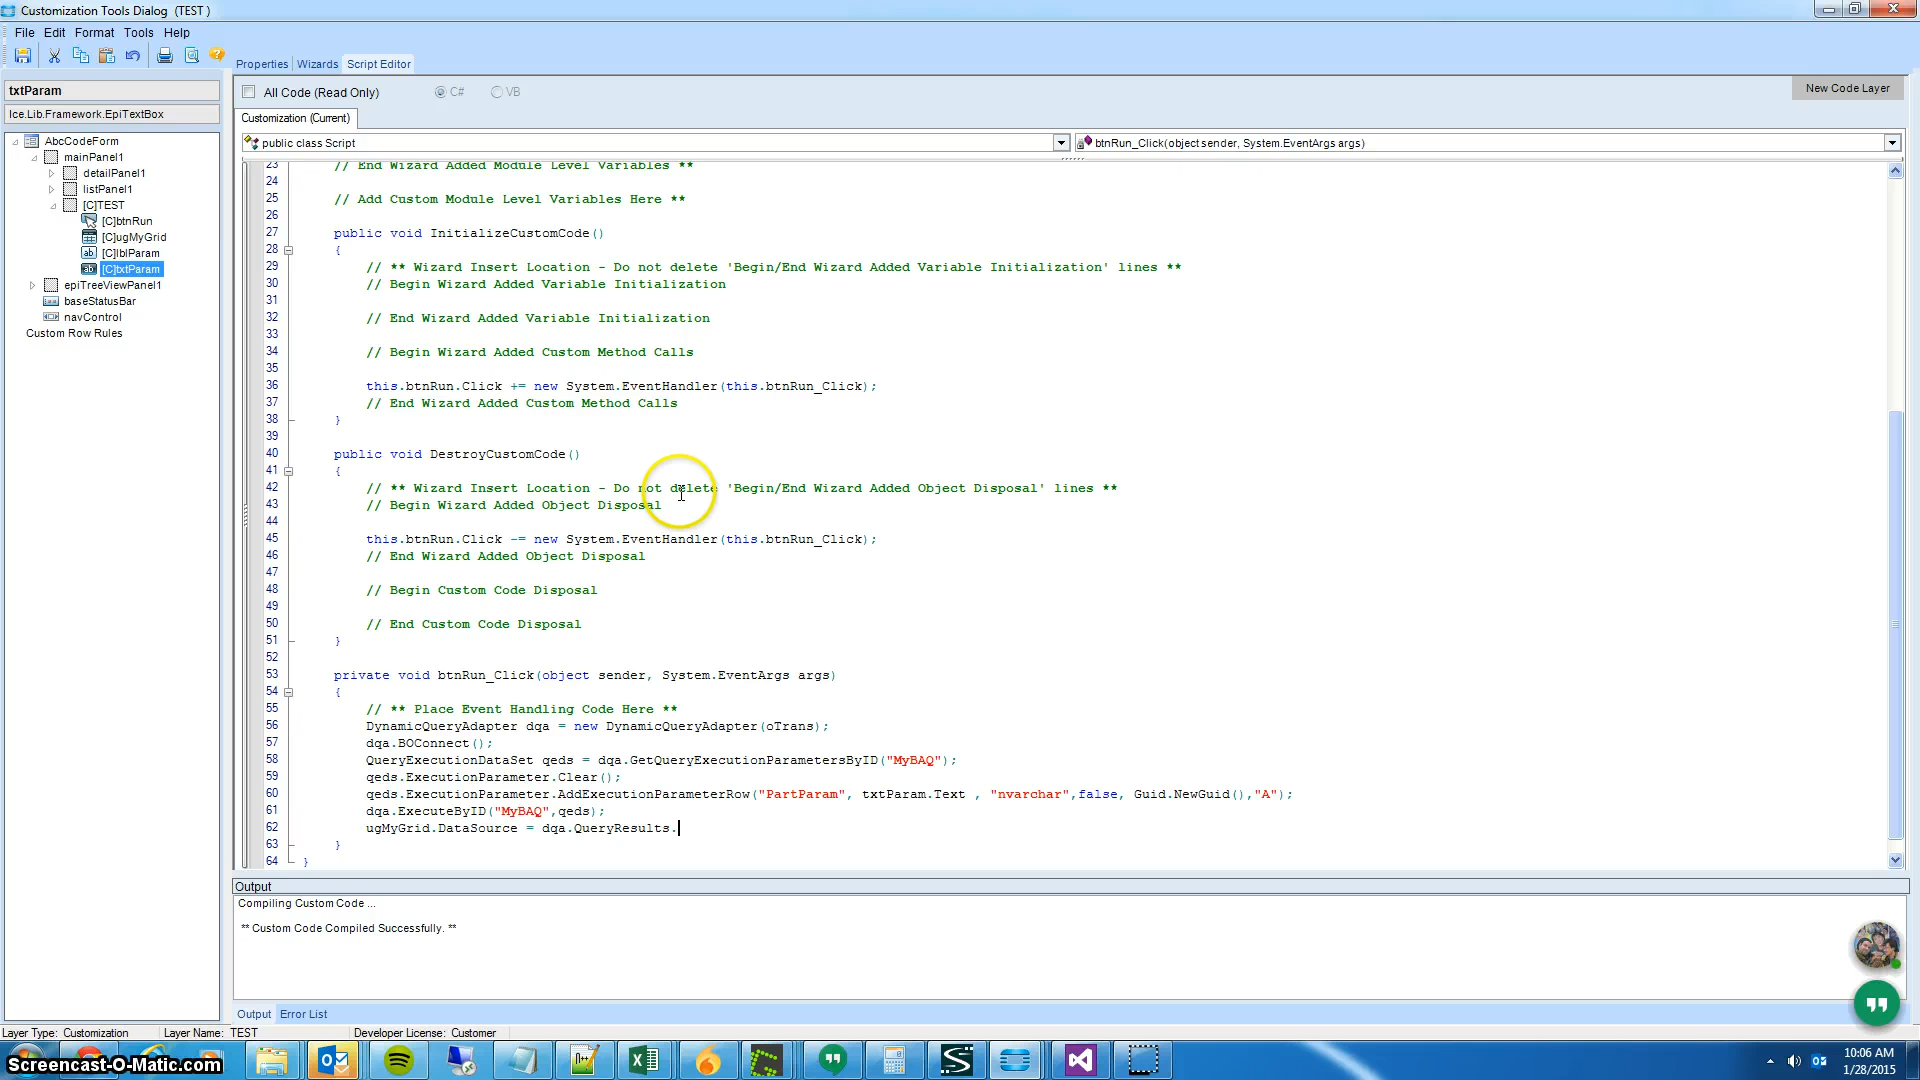 Customization Tools Dialog (TEST )
File Edit Format Tools Help
Properties Wizards Script Editor
txtParam
All Code (Read Only) C# VB
New Code Layer
Ice.Lib.Framework.EpiTextBox
Customization (Current)
public class Script
btnRun_Click(object sender, System.EventArgs args)
AbcCodeForm
mainPanel1
detailPanel1
listPanel1
[C]TEST
[C]btnRun
[C]ugMyGrid
[C]lblParam
[C]txtParam
epiTreeViewPanel1
baseStatusBar
navControl
Custom Row Rules
23 // End Wizard Added Module Level Variables **
24
25 // Add Custom Module Level Variables Here **
26
27 public void InitializeCustomCode()
28 {
29 // ** Wizard Insert Location - Do not delete 'Begin/End Wizard Added Variable Initialization' lines **
30 // Begin Wizard Added Variable Initialization
31
32 // End Wizard Added Variable Initialization
33
34 // Begin Wizard Added Custom Method Calls
35
36 this.btnRun.Click += new System.EventHandler(this.btnRun_Click);
37 // End Wizard Added Custom Method Calls
38 }
39
40 public void DestroyCustomCode()
41 {
42 // ** Wizard Insert Location - Do not delete 'Begin/End Wizard Added Object Disposal' lines **
43 // Begin Wizard Added Object Disposal
44
45 this.btnRun.Click -= new System.EventHandler(this.btnRun_Click);
46 // End Wizard Added Object Disposal
47
48 // Begin Custom Code Disposal
49
50 // End Custom Code Disposal
51 }
52
53 private void btnRun_Click(object sender, System.EventArgs args)
54 {
55 // ** Place Event Handling Code Here **
56 DynamicQueryAdapter dqa = new DynamicQueryAdapter(oTrans);
57 dqa.BOConnect();
58 QueryExecutionDataSet qeds = dqa.GetQueryExecutionParametersByID("MyBAQ");
59 qeds.ExecutionParameter.Clear();
60 qeds.ExecutionParameter.AddExecutionParameterRow("PartParam", txtParam.Text , "nvarchar",false, Guid.NewGuid(),"A");
61 dqa.ExecuteByID("MyBAQ",qeds);
62 ugMyGrid.DataSource = dqa.QueryResults.
63 }
64 }
Output
Compiling Custom Code ...
** Custom Code Compiled Successfully. **
Output Error List
Layer Type: Customization Layer Name: TEST Developer License: Customer
Screencast-O-Matic.com
10:06 AM
1/28/2015